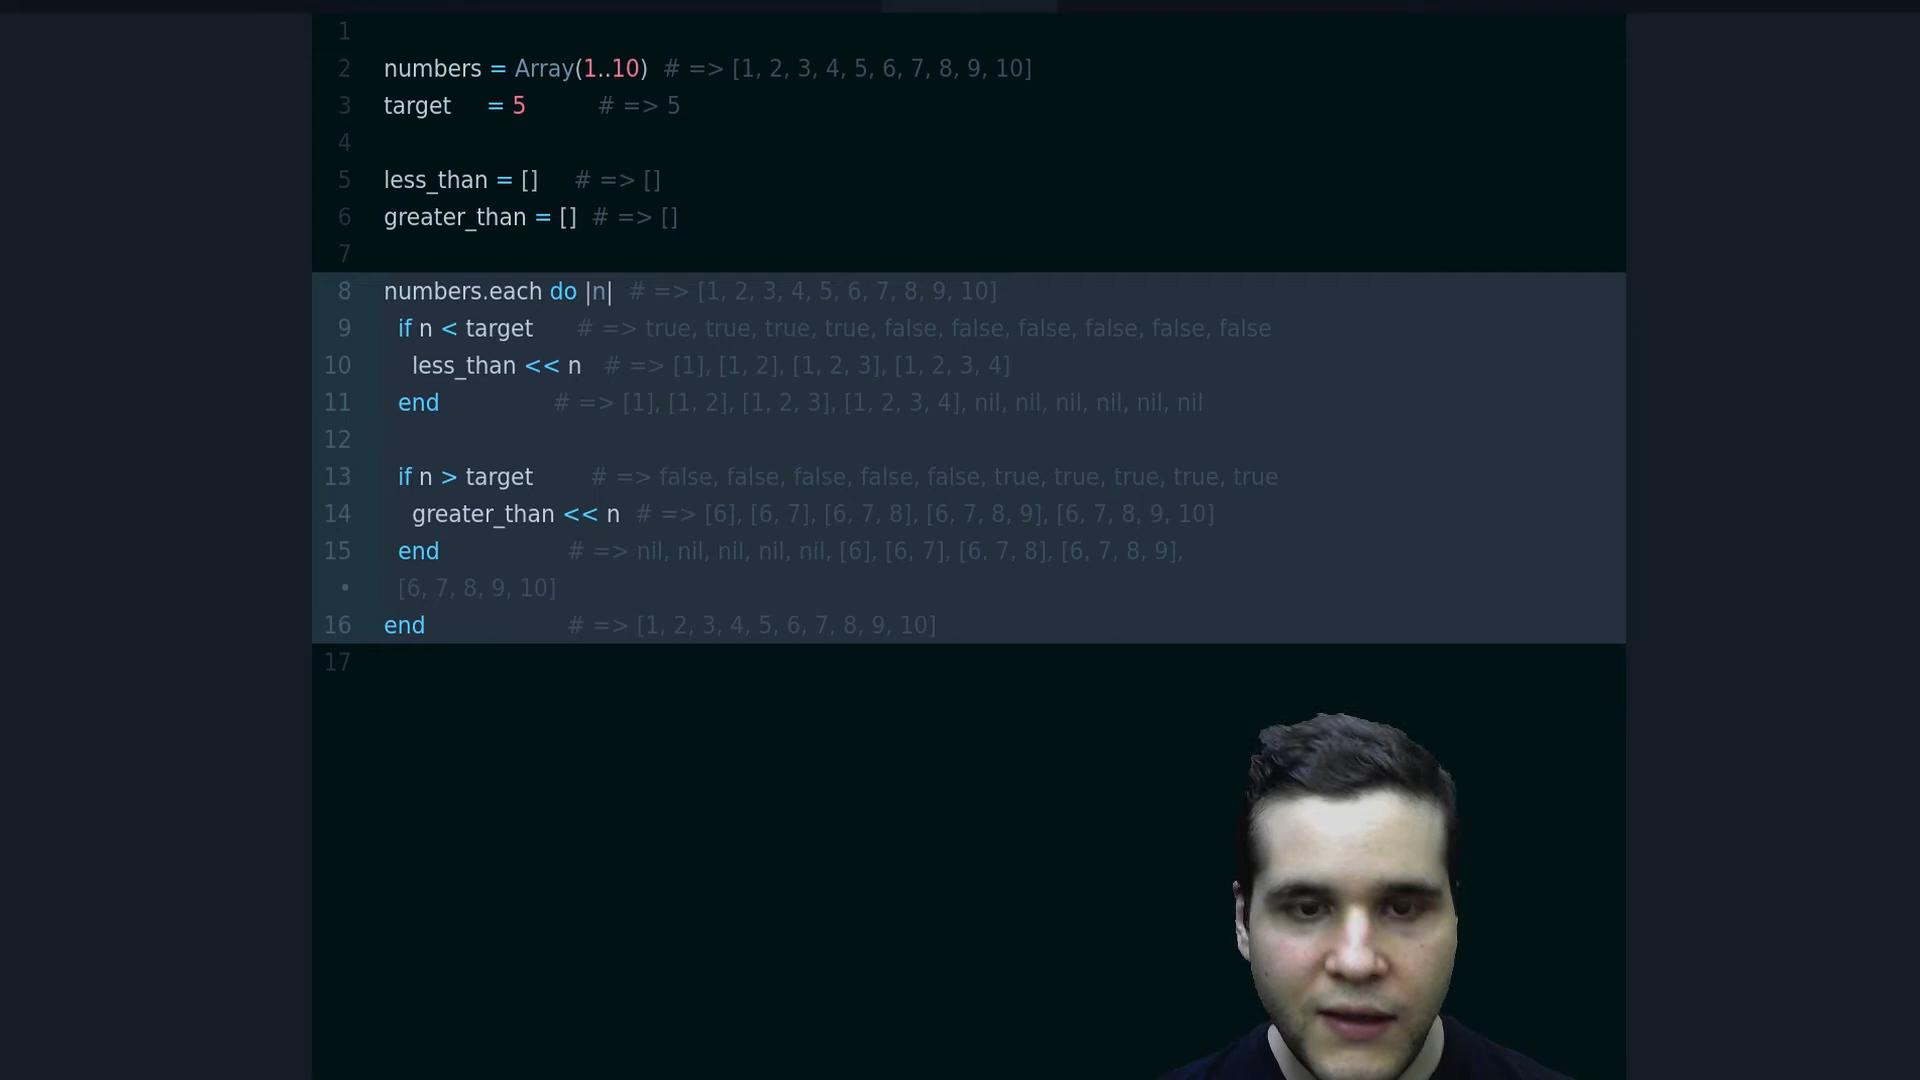 1
2 numbers = Array(1..10) # => [1, 2, 3, 4, 5, 6, 7, 8, 9, 10]
3 target = 5 # => 5
4
5 less_than = [] # => []
6 greater_than = [] # => []
7
8 numbers.each do |n| # => [1, 2, 3, 4, 5, 6, 7, 8, 9, 10]
9 if n < target # => true, true, true, true, false, false, false, false, false, false
10 less_than << n # => [1], [1, 2], [1, 2, 3], [1, 2, 3, 4]
11 end # => [1], [1, 2], [1, 2, 3], [1, 2, 3, 4], nil, nil, nil, nil, nil, nil
12
13 if n > target # => false, false, false, false, false, true, true, true, true, true
14 greater_than << n # => [6], [6, 7], [6, 7, 8], [6, 7, 8, 9], [6, 7, 8, 9, 10]
15 end # => nil, nil, nil, nil, nil, [6], [6, 7], [6, 7, 8], [6, 7, 8, 9],
• [6, 7, 8, 9, 10]
16 end # => [1, 2, 3, 4, 5, 6, 7, 8, 9, 10]
17